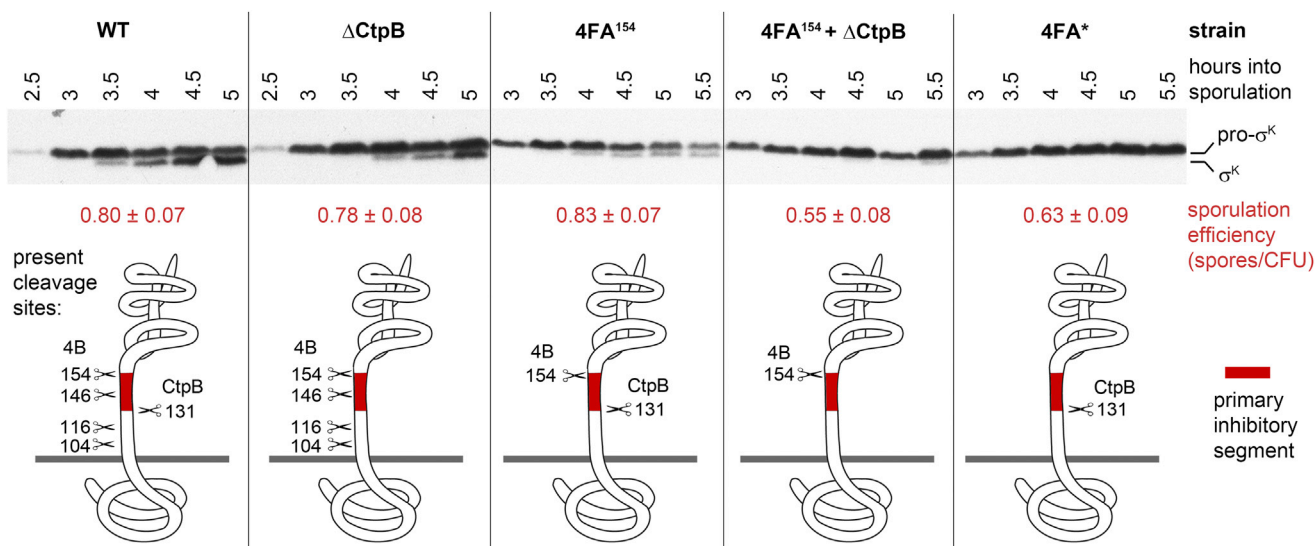 WT ΔCtpB 4FA¹⁵⁴ 4FA¹⁵⁴ + ΔCtpB 4FA* strain
2.5 3 3.5 4 4.5 5 2.5 3 3.5 4 4.5 5 3 3.5 4 4.5 5 5.5 3 3.5 4 4.5 5 5.5 3 3.5 4 4.5 5 5.5 hours into
sporulation
pro-σᴷ
σᴷ
0.80 ± 0.07 0.78 ± 0.08 0.83 ± 0.07 0.55 ± 0.08 0.63 ± 0.09 sporulation
efficiency
(spores/CFU)
present
cleavage
sites:
4B
154
146
116
104
CtpB
131
4B
154
146
116
104
4B
154
CtpB
131
4B
154
CtpB
131
primary
inhibitory
segment